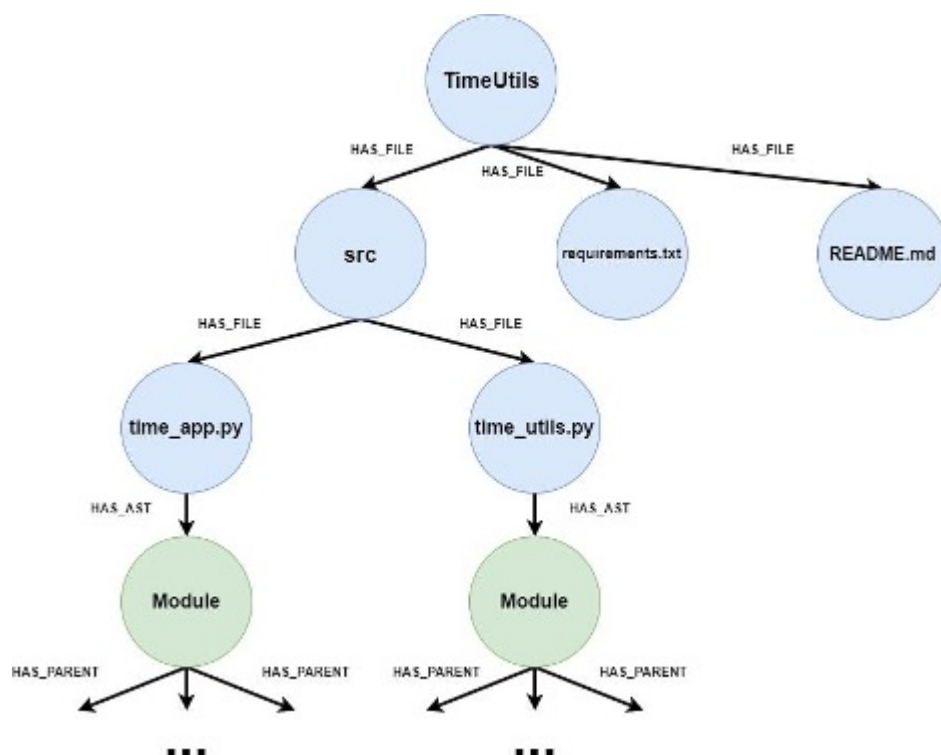 TimeUtils
HAS_FILE
HAS_FILE
HAS_FILE
src
requirements.txt
README.md
HAS_FILE
HAS_FILE
time_app.py
time_utils.py
HAS_AST
HAS_AST
Module
Module
HAS_PARENT
HAS_PARENT
HAS_PARENT
HAS_PARENT
...
...